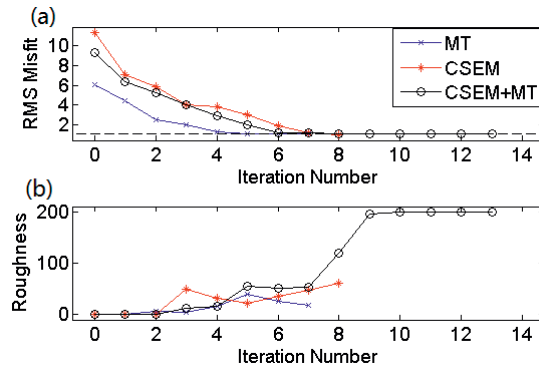 (a)
RMS Misfit
10
8
6
4
2
MT
CSEM
CSEM+MT
0 2 4 6 8 10 12 14
Iteration Number
(b)
Roughness
200
100
0
0 2 4 6 8 10 12 14
Iteration Number